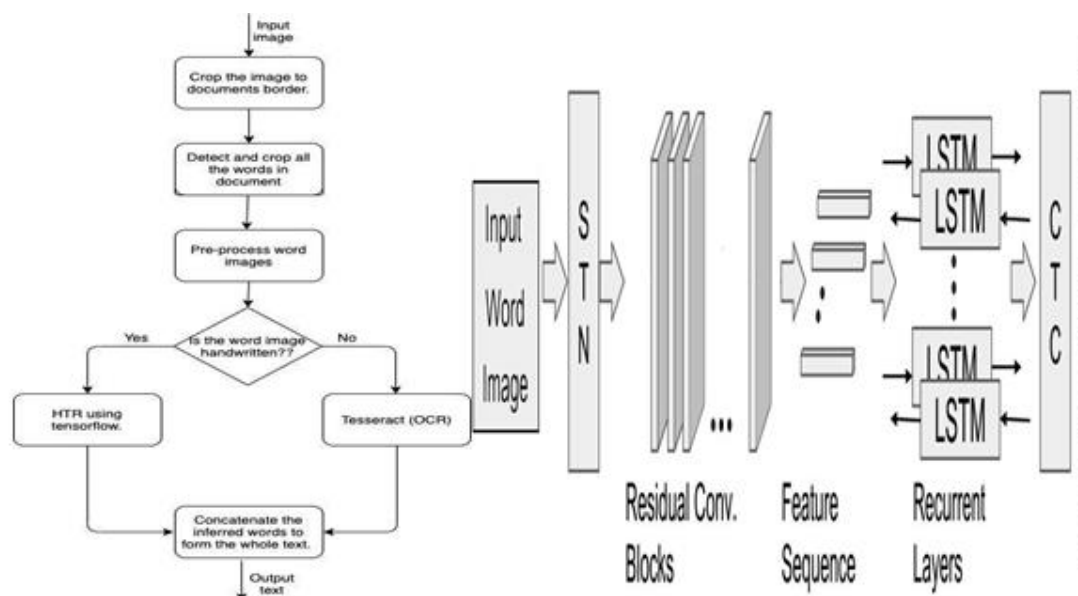 Input
image
Crop the image to
documents border.
Detect and crop all
the words in
document
Pre-process word
images
Is the word image
handwritten??
Yes
No
HTR using
tensorflow.
Tesseract (OCR)
Concatenate the
inferred words to
form the whole text.
Output
text
Input
Word
Image
S
T
N
Residual Conv.
Blocks
Feature
Sequence
LSTM
LSTM
LSTM
LSTM
Recurrent
Layers
C
T
C